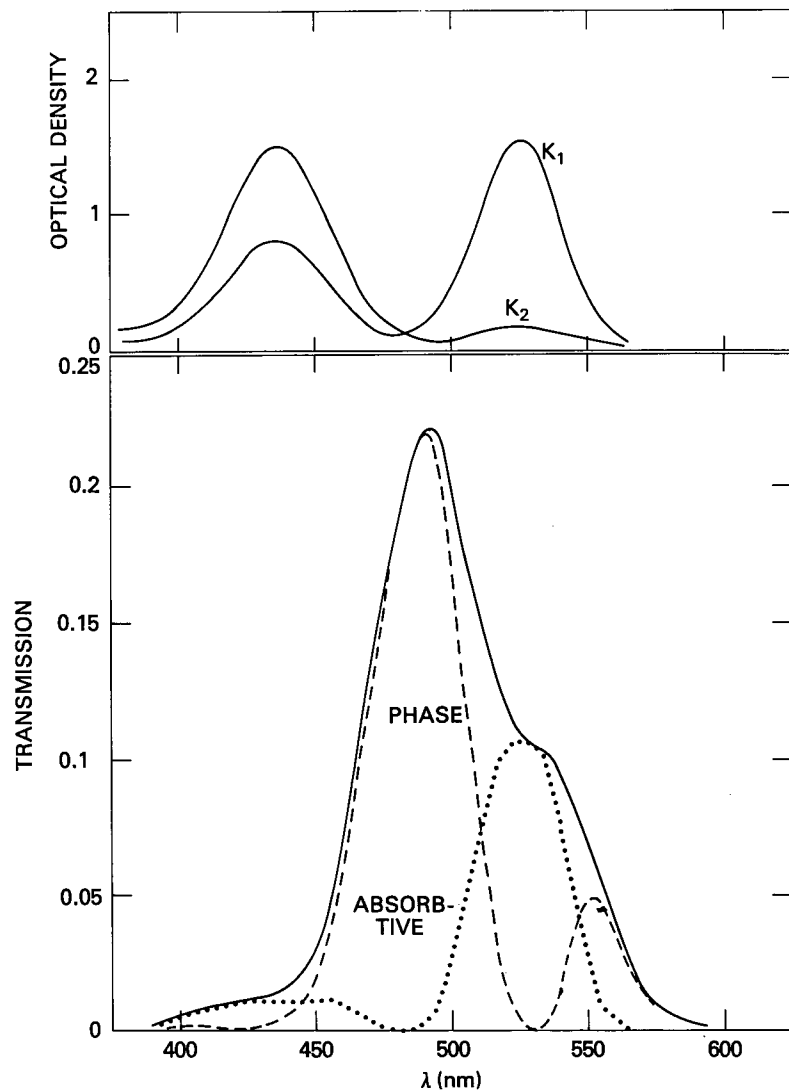 OPTICAL DENSITY
2
1
0
K₁
K₂
TRANSMISSION
0.25
0.2
0.15
0.1
0.05
0
PHASE
ABSORB-
TIVE
400 450 500 550 600
λ (nm)